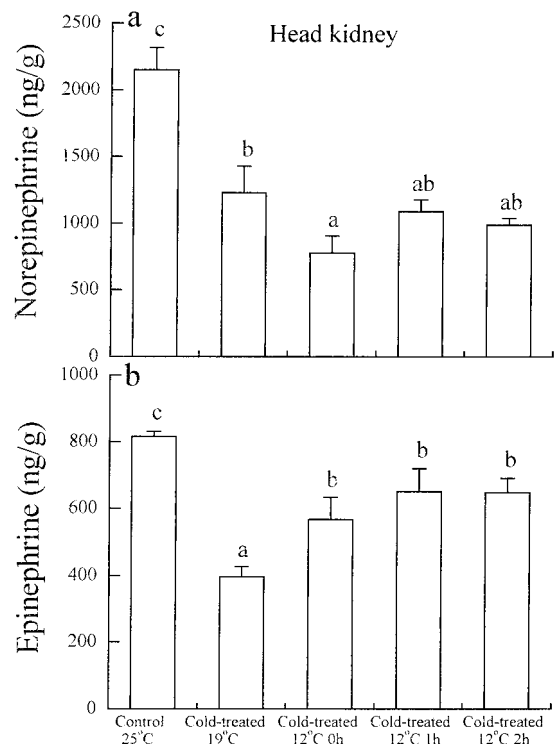 a
Head kidney
Norepinephrine (ng/g)
2500
2000
1500
1000
500
0
c
b
a
ab
ab
b
Epinephrine (ng/g)
1000
800
600
400
200
0
c
a
b
b
b
Control
25°C
Cold-treated
19°C
Cold-treated
12°C 0h
Cold-treated
12°C 1h
Cold-treated
12°C 2h